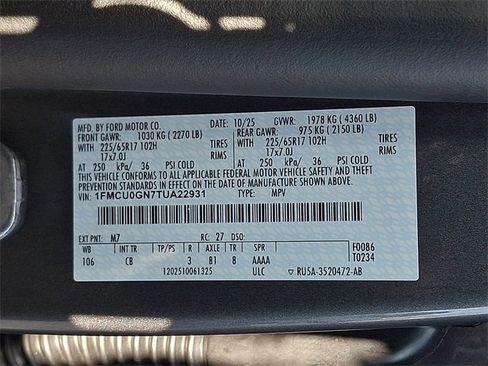 MFD. BY FORD MOTOR CO. 10/25 GVWR: 1978 KG ( 4360 LB)
FRONT GAWR: 1030 KG ( 2270 LB) REAR GAWR: 975 KG ( 2150 LB)
WITH 225/65R17 102H TIRES WITH 225/65R17 102H TIRES
17x7.0J RIMS 17x7.0J RIMS
AT 250 kPa/ 36 PSI COLD AT 250 kPa/ 36 PSI COLD
THIS VEHICLE CONFORMS TO ALL APPLICABLE FEDERAL MOTOR VEHICLE SAFETY AND THEFT PREVENTION
STANDARDS IN EFFECT ON THE DATE OF MANUFACTURE SHOWN ABOVE.
VIN: 1FMCU0GN7TUA22931 TYPE: MPV
EXT PNT: M7 RC: 27 DSO: F0086
WB INT TR TP/PS R AXLE TR SPR T0234
106 CB 3 81 8 AAAA
1202510061325 ULC RU5A-3520472-AB